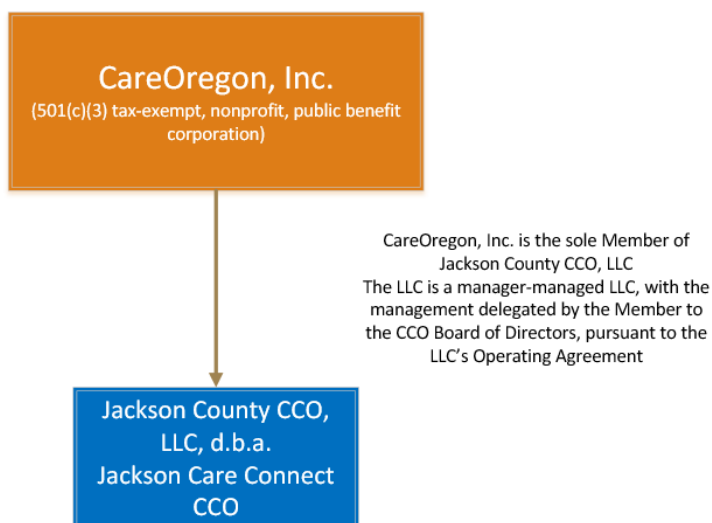 CareOregon, Inc.
(501(c)(3) tax-exempt, nonprofit, public benefit
corporation)
CareOregon, Inc. is the sole Member of
Jackson County CCO, LLC
The LLC is a manager-managed LLC, with the
management delegated by the Member to
the CCO Board of Directors, pursuant to the
LLC’s Operating Agreement
Jackson County CCO,
LLC, d.b.a.
Jackson Care Connect
CCO